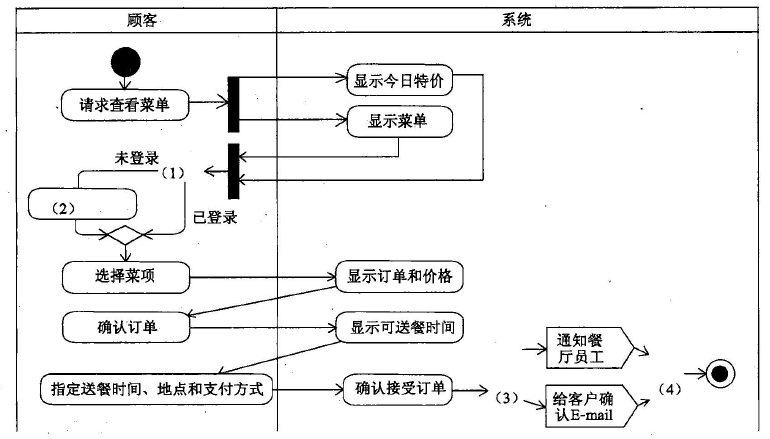 顾客
系统
请求查看菜单
显示今日特价
显示菜单
未登录
(1)
(2)
已登录
选择菜项
显示订单和价格
确认订单
显示可送餐时间
通知餐
厅员工
指定送餐时间、地点和支付方式
确认接受订单
(3)
给客户确
认E-mail
(4)